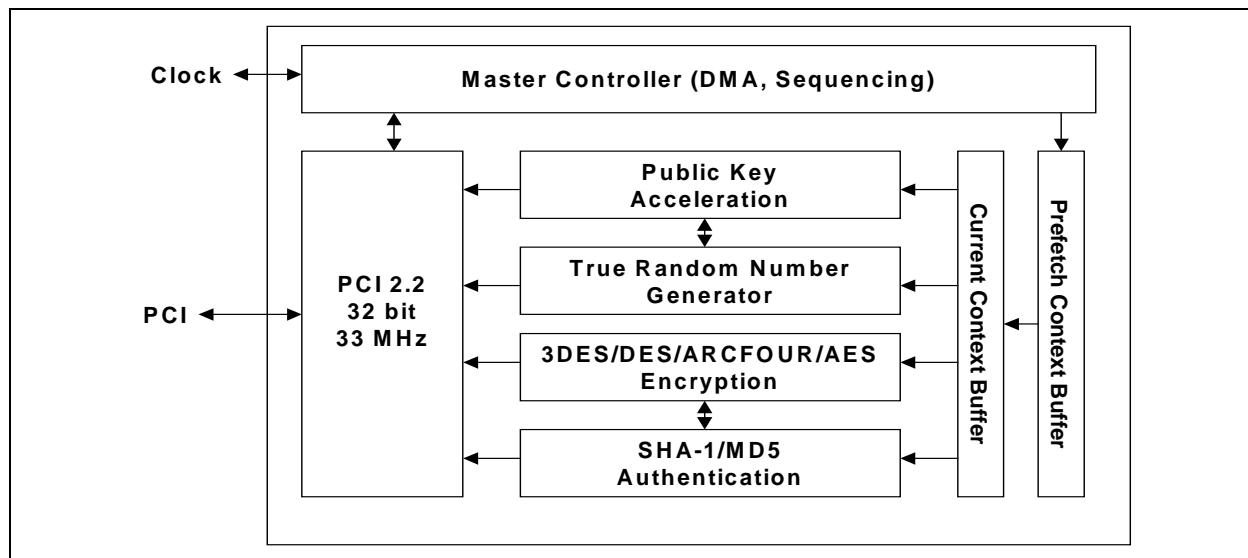 Clock
Master Controller (DMA, Sequencing)
PCI
PCI 2.2
32 bit
33 MHz
Public Key
Acceleration
True Random Number
Generator
3DES/DES/ARCFOUR/AES
Encryption
SHA-1/MD5
Authentication
Current Context Buffer
Prefetch Context Buffer